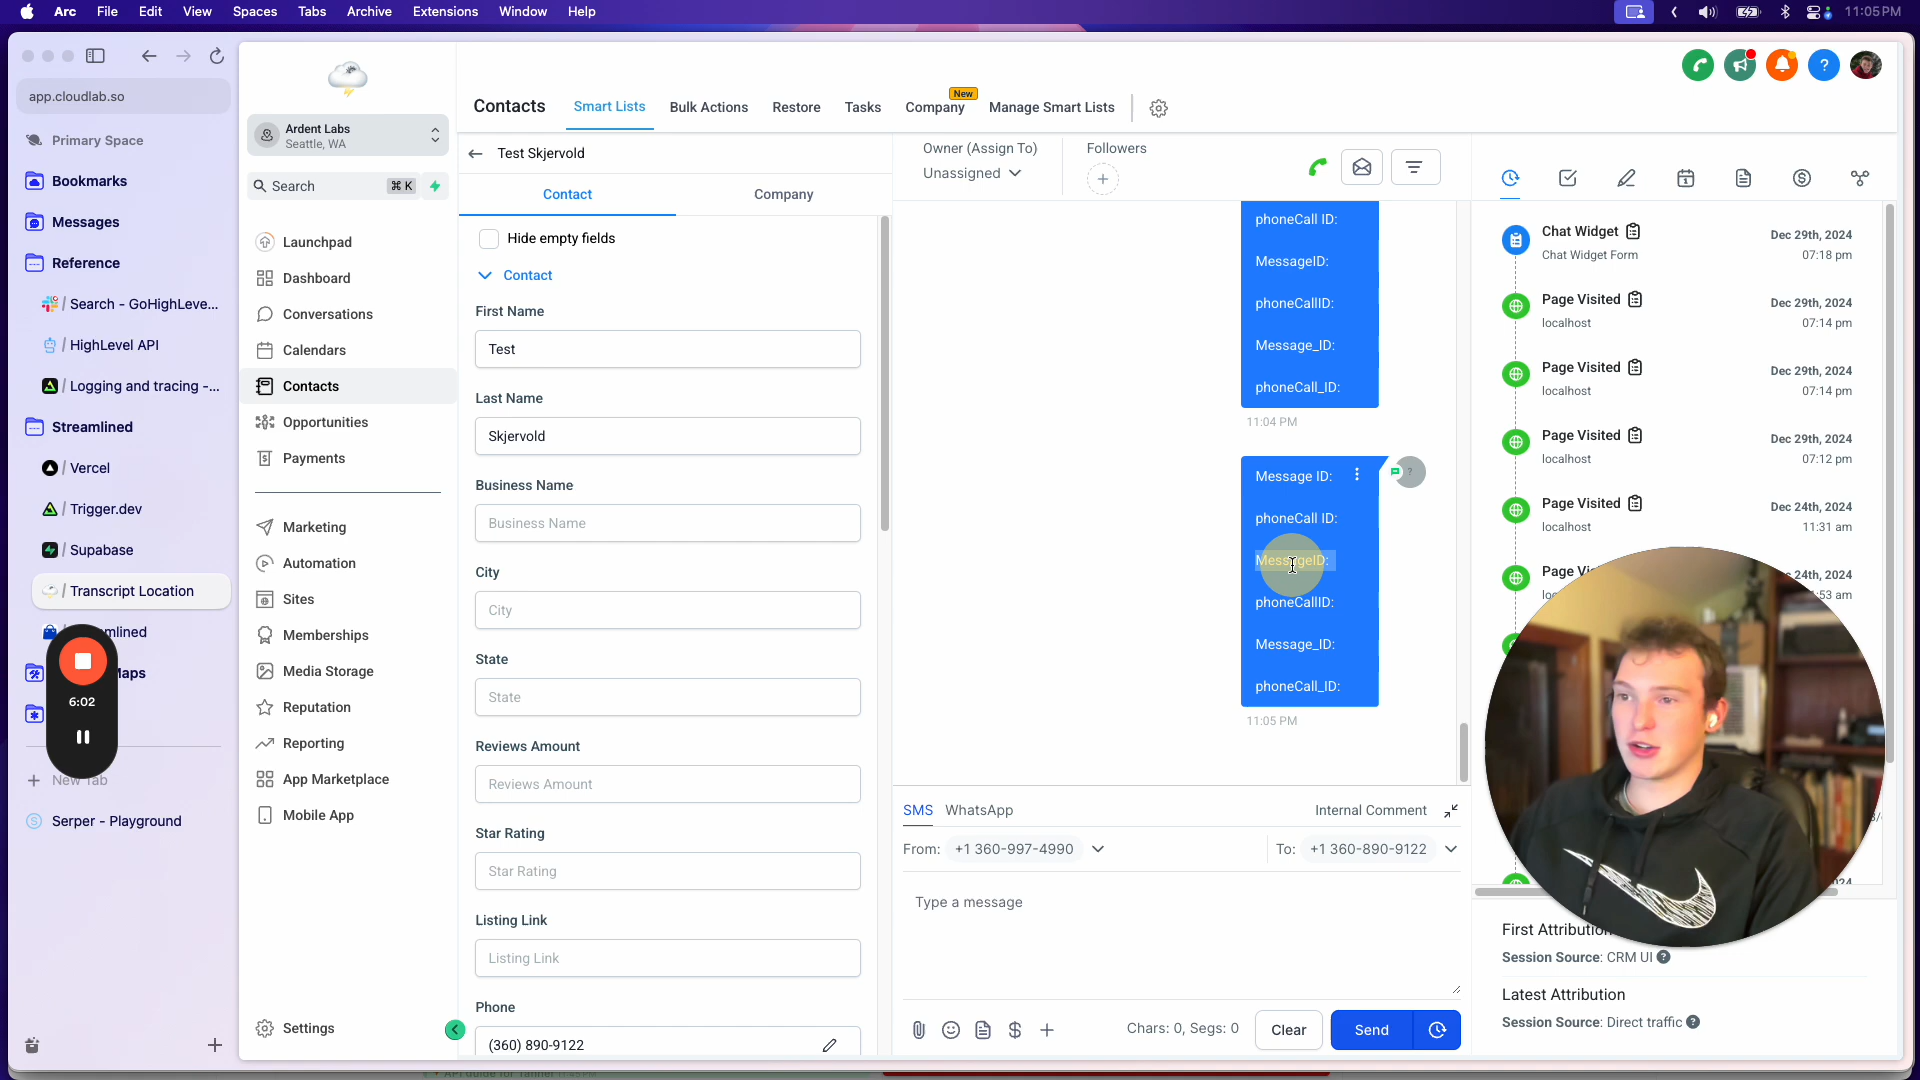 Arc File Edit View Spaces Tabs Archive Extensions Window Help
11:05 PM
app.cloudlab.so
Primary Space
Bookmarks
Messages
Reference
/ Search - GoHighLeve...
/ HighLevel API
/ Logging and tracing -...
Streamlined
/ Vercel
/ Trigger.dev
/ Supabase
/ Transcript Location
6:02
New Tab
Serper - Playground
Ardent Labs
Seattle, WA
Search ⌘ K
Launchpad
Dashboard
Conversations
Calendars
Contacts
Opportunities
Payments
Marketing
Automation
Sites
Memberships
Media Storage
Reputation
Reporting
App Marketplace
Mobile App
Settings
Contacts Smart Lists Bulk Actions Restore Tasks Company New Manage Smart Lists
Test Skjervold
Contact Company
Hide empty fields
Contact
First Name
Test
Last Name
Skjervold
Business Name
Business Name
City
City
State
State
Reviews Amount
Reviews Amount
Star Rating
Star Rating
Listing Link
Listing Link
Phone
(360) 890-9122
Owner (Assign To)
Unassigned
Followers
phoneCall ID:
MessageID:
phoneCallID:
Message_ID:
phoneCall_ID:
11:04 PM
Message ID:
phoneCall ID:
MessageID:
phoneCallID:
Message_ID:
phoneCall_ID:
11:05 PM
SMS WhatsApp Internal Comment
From: +1 360-997-4990 To: +1 360-890-9122
Type a message
Chars: 0, Segs: 0 Clear Send
Chat Widget Dec 29th, 2024
Chat Widget Form 07:18 pm
Page Visited Dec 29th, 2024
localhost 07:14 pm
Page Visited Dec 29th, 2024
localhost 07:14 pm
Page Visited Dec 29th, 2024
localhost 07:12 pm
Page Visited Dec 24th, 2024
localhost 11:31 am
Page
24th, 2024
:53 am
First Attribution
Session Source: CRM UI
Latest Attribution
Session Source: Direct traffic